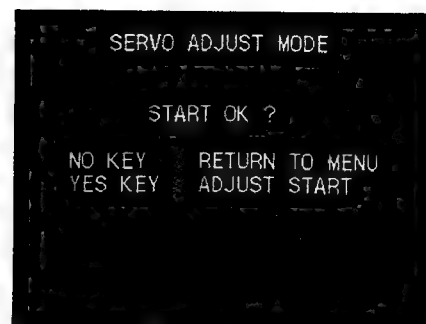 SERVO ADJUST MODE
START OK ?
NO KEY RETURN TO MENU
YES KEY ADJUST START